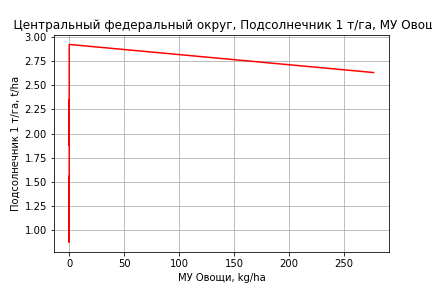 Центральный федеральный округ, Подсолнечник 1 т/га, МУ Овощ
Подсолнечник 1 т/га, t/ha
3.00
2.75
2.50
2.25
2.00
1.75
1.50
1.25
1.00
0 50 100 150 200 250
МУ Овощи, kg/ha